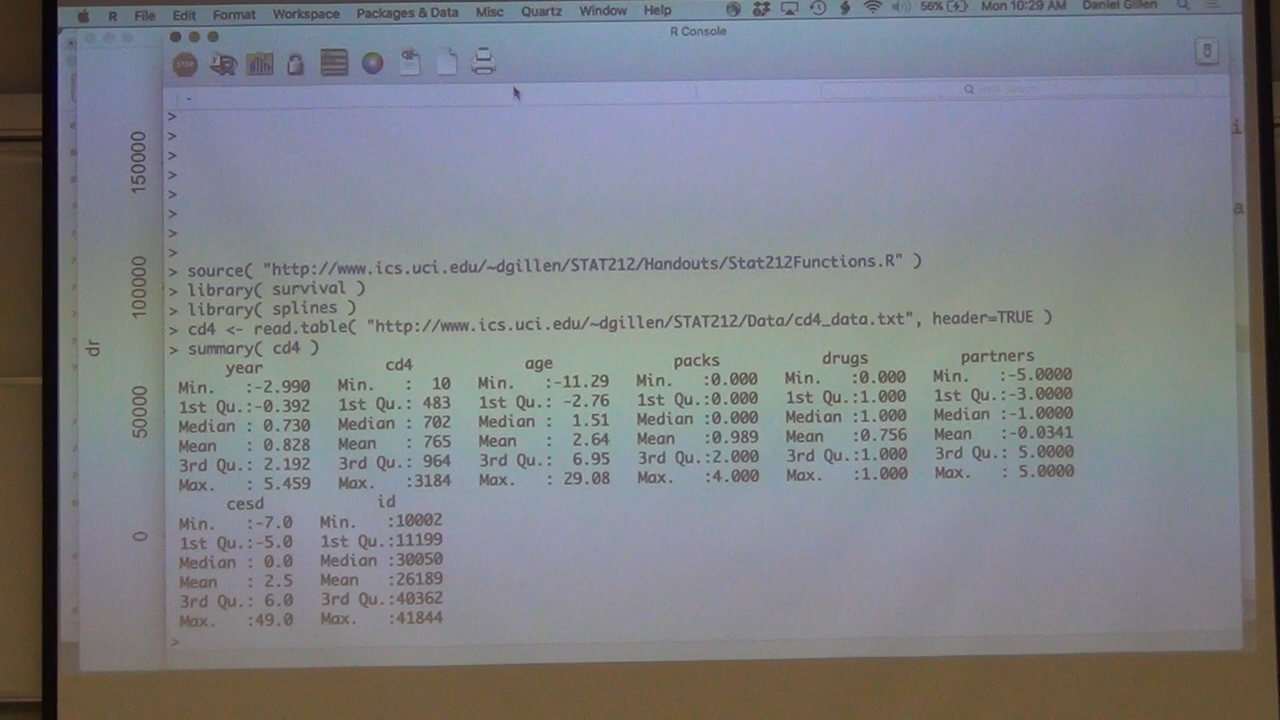 R File Edit Format Workspace Packages & Data Misc Quartz Window Help 56% Mon 10:29 AM Daniel Gillen
R Console
STOP
>
>
>
>
>
>
>
>
> source( "http://www.ics.uci.edu/~dgillen/STAT212/Handouts/Stat212Functions.R" )
> library( survival )
> library( splines )
> cd4 <- read.table( "http://www.ics.uci.edu/~dgillen/STAT212/Data/cd4_data.txt", header=TRUE )
> summary( cd4 )
year cd4 age packs drugs partners
Min. :-2.990 Min. : 10 Min. :-11.29 Min. :0.000 Min. :0.000 Min. :-5.0000
1st Qu.:-0.392 1st Qu.: 483 1st Qu.: -2.76 1st Qu.:0.000 1st Qu.:1.000 1st Qu.:-3.0000
Median : 0.730 Median : 702 Median : 1.51 Median :0.000 Median :1.000 Median :-1.0000
Mean : 0.828 Mean : 765 Mean : 2.64 Mean :0.989 Mean :0.756 Mean :-0.0341
3rd Qu.: 2.192 3rd Qu.: 964 3rd Qu.: 6.95 3rd Qu.:2.000 3rd Qu.:1.000 3rd Qu.: 5.0000
Max. : 5.459 Max. :3184 Max. : 29.08 Max. :4.000 Max. :1.000 Max. : 5.0000
cesd id
Min. :-7.0 Min. :10002
1st Qu.:-5.0 1st Qu.:11199
Median : 0.0 Median :30050
Mean : 2.5 Mean :26189
3rd Qu.: 6.0 3rd Qu.:40362
Max. :49.0 Max. :41844
>
150000
100000
50000
0
dr
i
a